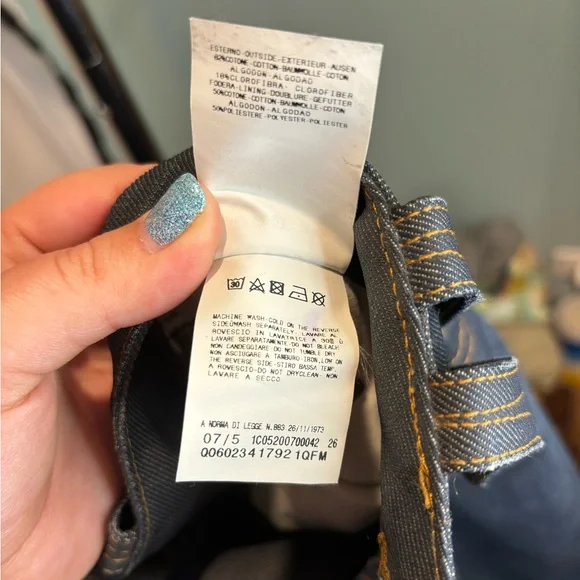 ESTERNO-OUTSIDE-EXTERIEUR-AUSEN
82%COTONE-COTTON-BAUMWOLLE-COTON
ALGODON-ALGODAO
18%CLOROFIBRA- CLOROFIBER
FODERA-LINING-DOUBLURE-GEFUTTER
50%COTONE-COTTON-BAUMWOLLE-COTON
ALGODON-ALGODAO
50%POLIESTERE-POLYESTER-POLIESTER
30
MACHINE WASH:COLD ON THE REVERSE
SIDE(WASH SEPARATELY. LAVARE AL
ROVESCIO IN LAVATRICE A 30º
LAVARE SEPARATAMENTE DO NOT BLEACH
NON CANDEGGIARE DO NOT TUMBLE DRY
NON ASCIUGARE A TAMBURO IRON,LOW ON
THE REVERSE SIDE-STIRO BASSA TEMP.
A ROVESCIO-DO NOT DRYCLEAN- NON
LAVARE A SECCO
A NORMA DI LEGGE N.883 26/11/1973
07/5 1C05200700042 26
Q0602341792 1QFM